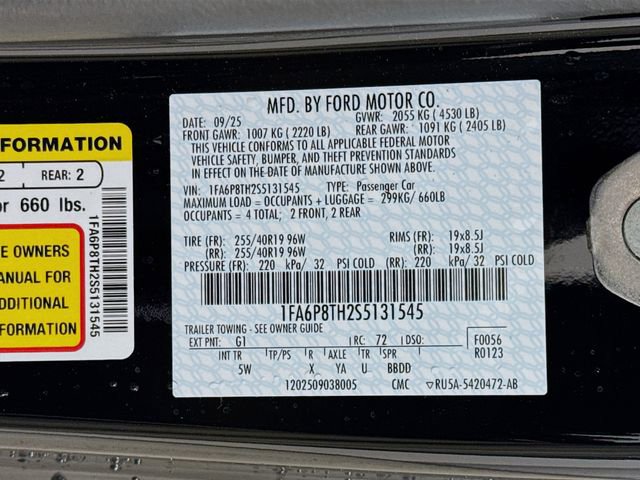 FORMATION
2 REAR: 2
or 660 lbs.
E OWNERS
ANUAL FOR
DDITIONAL
FORMATION
1FA6P8TH2S5131545
MFD. BY FORD MOTOR CO.
DATE: 09/25 GVWR: 2055 KG ( 4530 LB)
FRONT GAWR: 1007 KG ( 2220 LB) REAR GAWR: 1091 KG ( 2405 LB)
THIS VEHICLE CONFORMS TO ALL APPLICABLE FEDERAL MOTOR
VEHICLE SAFETY, BUMPER, AND THEFT PREVENTION STANDARDS
IN EFFECT ON THE DATE OF MANUFACTURE SHOWN ABOVE.
VIN: 1FA6P8TH2S5131545 TYPE: Passenger Car
MAXIMUM LOAD = OCCUPANTS + LUGGAGE = 299KG/ 660LB
OCCUPANTS = 4 TOTAL; 2 FRONT, 2 REAR
TIRE (FR): 255/40R19 96W RIMS (FR): 19x8.5J
(RR): 255/40R19 96W (RR): 19x8.5J
PRESSURE (FR): 220 kPa/ 32 PSI COLD (RR): 220 kPa/ 32 PSI COLD
1FA6P8TH2S5131545
TRAILER TOWING - SEE OWNER GUIDE
EXT PNT: G1 RC: 72 DSO: F0056
R0123
INT TR TP/PS R AXLE TR SPR
5W X YA U BBDD
1202509038005 CMC ▽RU5A-5420472-AB